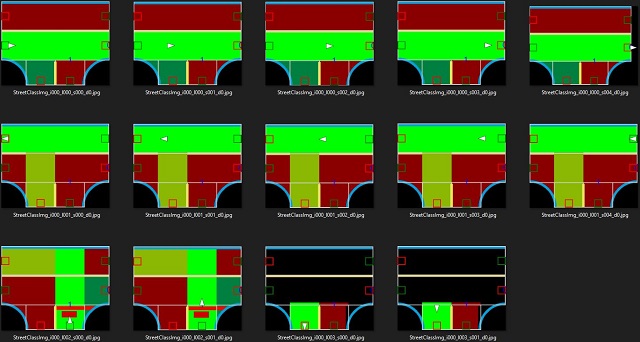 StreetClassImg_i000_l000_s000_d0.jpg
StreetClassImg_i000_l000_s001_d0.jpg
StreetClassImg_i000_l000_s002_d0.jpg
StreetClassImg_i000_l000_s003_d0.jpg
StreetClassImg_i000_l000_s004_d0.jpg
StreetClassImg_i000_l001_s000_d0.jpg
StreetClassImg_i000_l001_s001_d0.jpg
StreetClassImg_i000_l001_s002_d0.jpg
StreetClassImg_i000_l001_s003_d0.jpg
StreetClassImg_i000_l001_s004_d0.jpg
StreetClassImg_i000_l002_s000_d0.jpg
StreetClassImg_i000_l002_s001_d0.jpg
StreetClassImg_i000_l003_s000_d0.jpg
StreetClassImg_i000_l003_s001_d0.jpg